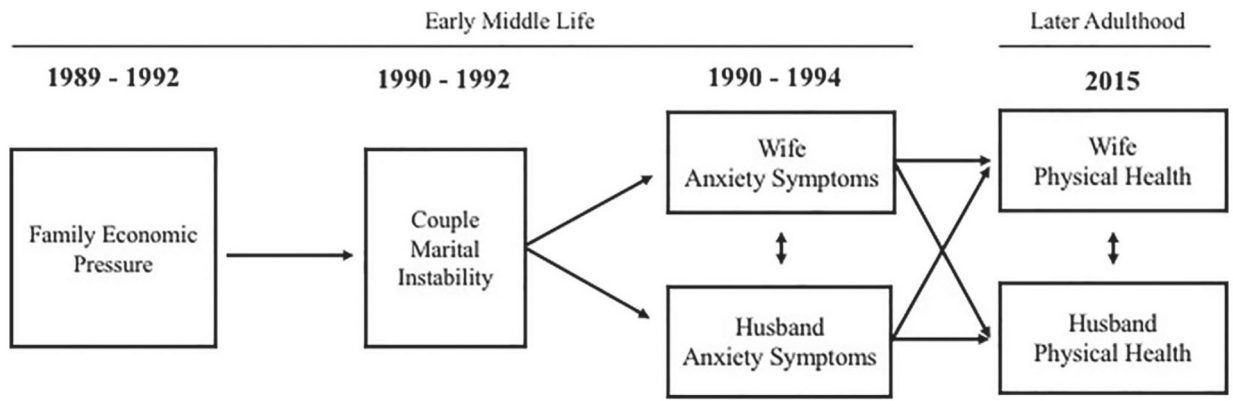 Early Middle Life
Later Adulthood
1989 - 1992
1990 - 1992
1990 - 1994
2015
Family Economic
Pressure
Couple
Marital
Instability
Wife
Anxiety Symptoms
Husband
Anxiety Symptoms
Wife
Physical Health
Husband
Physical Health